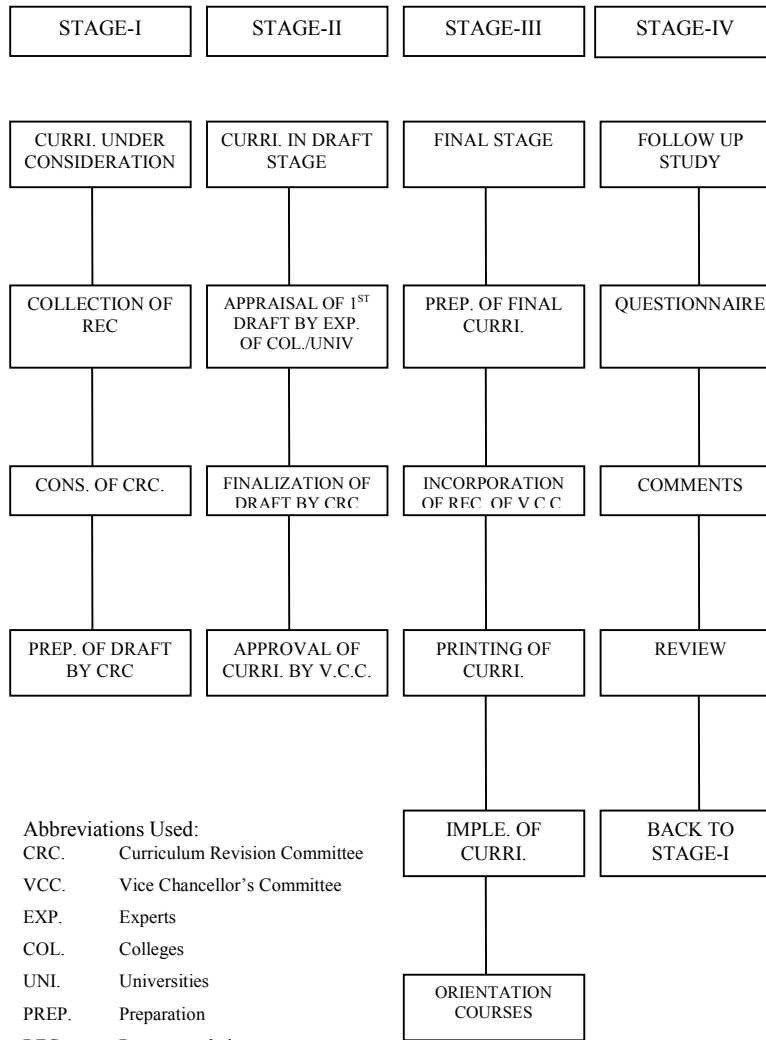 STAGE-I
STAGE-II
STAGE-III
STAGE-IV
CURRI. UNDER
CONSIDERATION
COLLECTION OF
REC
CONS. OF CRC.
PREP. OF DRAFT
BY CRC
CURRI. IN DRAFT
STAGE
APPRAISAL OF 1ST
DRAFT BY EXP.
OF COL./UNIV
FINALIZATION OF
DRAFT BY CRC
APPROVAL OF
CURRI. BY V.C.C.
FINAL STAGE
PREP. OF FINAL
CURRI.
INCORPORATION
OF REC. OF V.C.C
PRINTING OF
CURRI.
IMPLE. OF
CURRI.
ORIENTATION
COURSES
FOLLOW UP
STUDY
QUESTIONNAIRE
COMMENTS
REVIEW
BACK TO
STAGE-I
Abbreviations Used:
CRC. Curriculum Revision Committee
VCC. Vice Chancellor’s Committee
EXP. Experts
COL. Colleges
UNI. Universities
PREP. Preparation